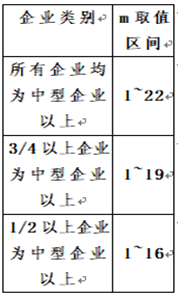 企业类别 m 取值
区间
所有企业均
为中型企业
以上
1~22
3/4 以上企业
为中型企业
以上
1~19
1/2 以上企业
为中型企业
以上
1~16